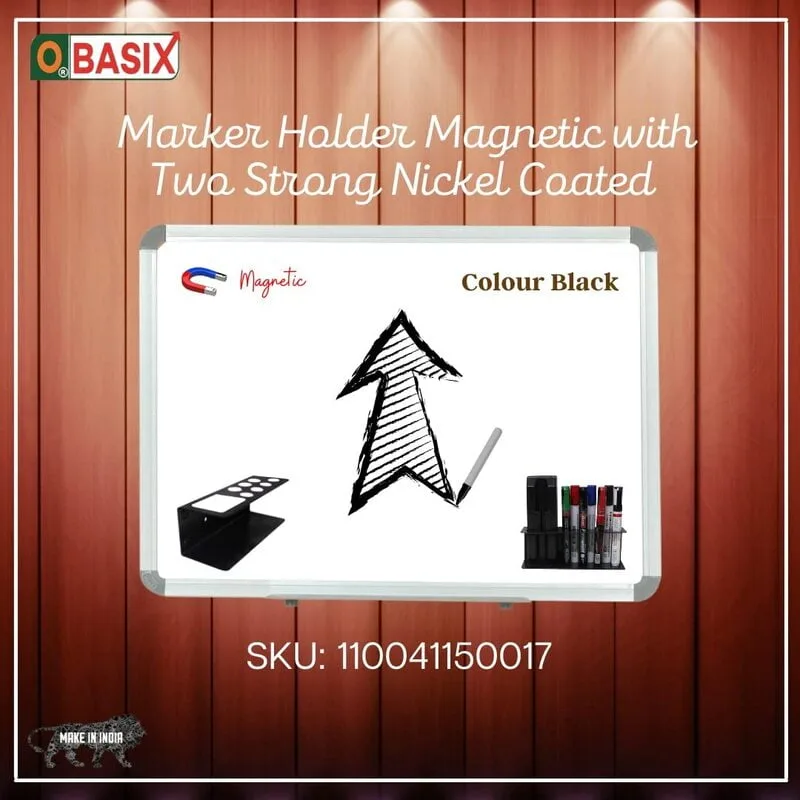 O® BASIX
Marker Holder Magnetic with
Two Strong Nickel Coated
Magnetic
Colour Black
SKU: 110041150017
MAKE IN INDIA